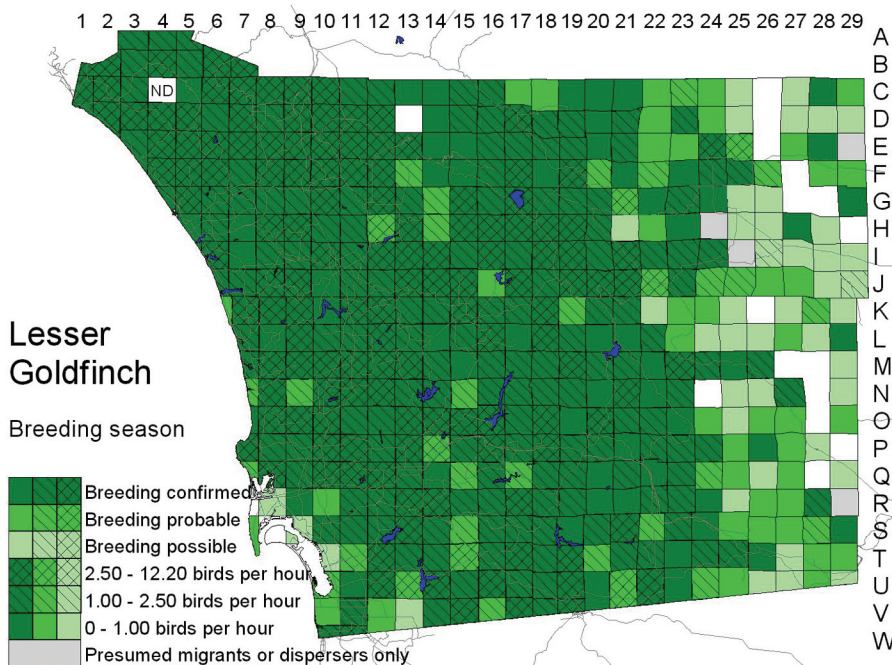 1 2 3 4 5 6 7 8 9 10 11 12 13 14 15 16 17 18 19 20 21 22 23 24 25 26 27 28 29
A
B
C
D
E
F
G
H
I
J
K
L
M
N
O
P
Q
R
S
T
U
V
W
ND
Lesser
Goldfinch
Breeding season
Breeding confirmed
Breeding probable
Breeding possible
2.50 - 12.20 birds per hour
1.00 - 2.50 birds per hour
0 - 1.00 birds per hour
Presumed migrants or dispersers only